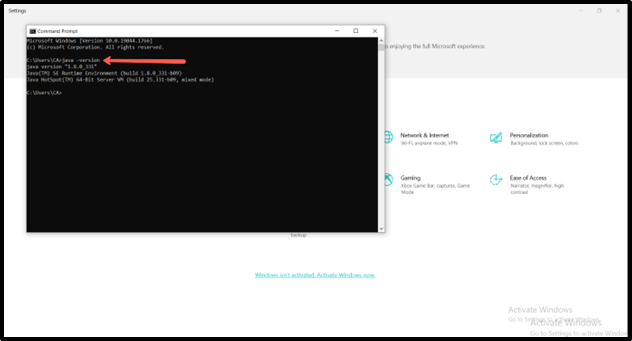 Settings
Command Prompt
Microsoft Windows [Version 10.0.19044.1766]
(c) Microsoft Corporation. All rights reserved.
C:\Users\CA>java -version
java version "1.8.0_331"
Java(TM) SE Runtime Environment (build 1.8.0_331-b09)
Java HotSpot(TM) 64-Bit Server VM (build 25.331-b09, mixed mode)
C:\Users\CA>
enjoying the full Microsoft experience.
Network & Internet
Wi-Fi, airplane mode, VPN
Personalization
Background, lock screen, colors
Gaming
Xbox Game Bar, captures, Game
Mode
Ease of Access
Narrator, magnifier, high
contrast
backup
Windows isn't activated. Activate Windows now.
Activate Windows
Go to Settings to activate Windows.
Activate Windows
Go to Settings to activate Windows